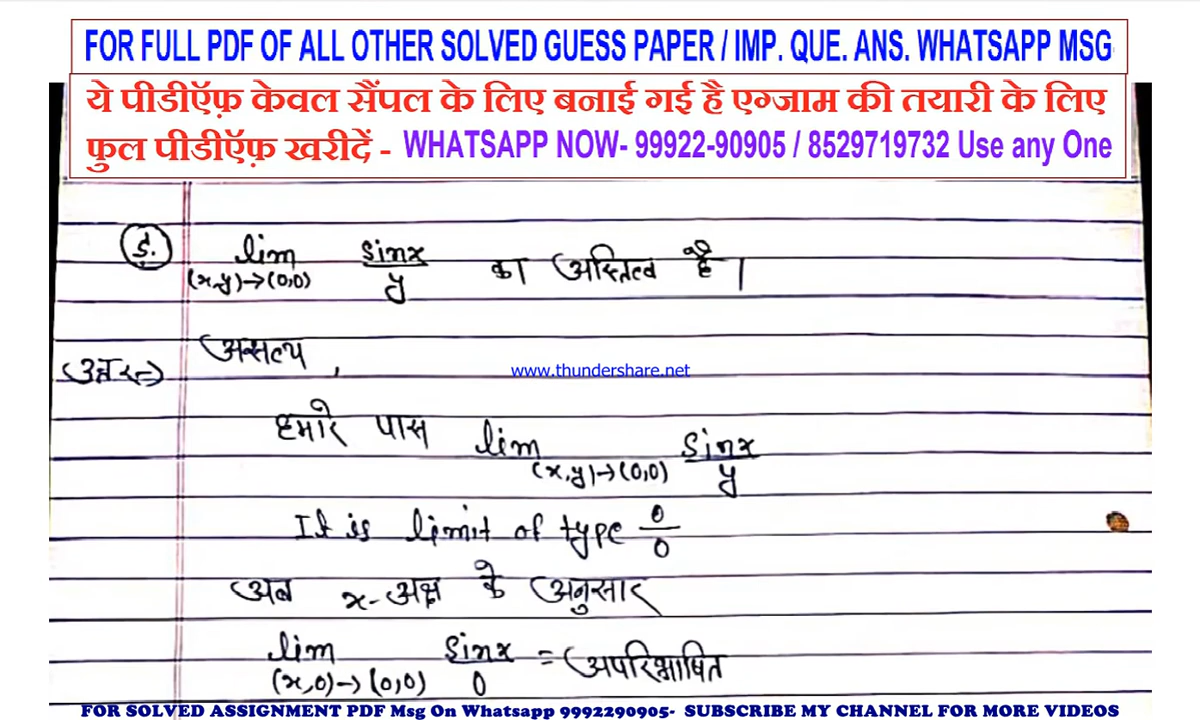 FOR FULL PDF OF ALL OTHER SOLVED GUESS PAPER / IMP. QUE. ANS. WHATSAPP MSG
ये पीडीऍफ़ केवल सैंपल के लिए बनाई गई है एग्जाम की तयारी के लिए
फुल पीडीऍफ़ खरीदें - WHATSAPP NOW- 99922-90905 / 8529719732 Use any One
ई. lim (x,y)→(0,0) sinx/y का अस्तित्व है।
उत्तर→ असत्य,
www.thundershare.net
हमारे पास lim (x,y)→(0,0) sinx/y
It is limit of type 0/0
अब x-अक्ष के अनुसार
lim (x,0)→(0,0) sinx/0 = अपरिभाषित
FOR SOLVED ASSIGNMENT PDF Msg On Whatsapp 9992290905- SUBSCRIBE MY CHANNEL FOR MORE VIDEOS